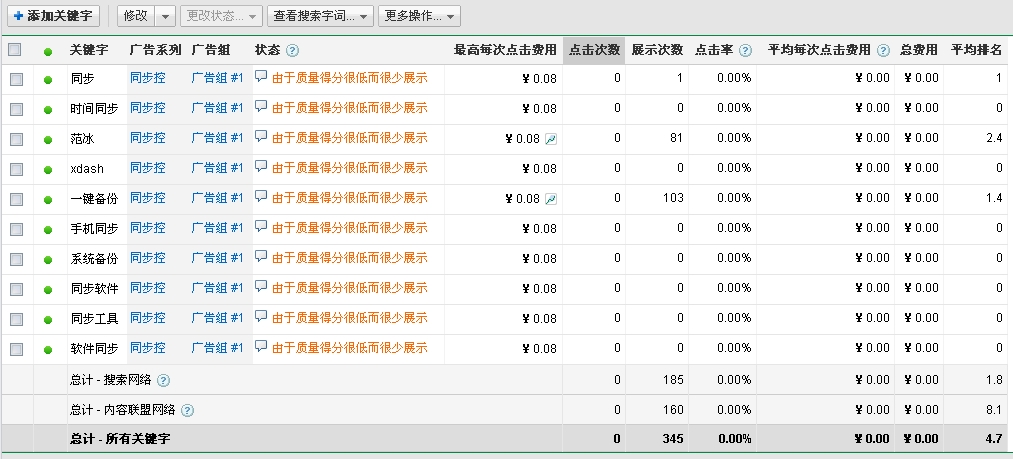 添加关键字 修改 更改状态... 查看搜索字词... 更多操作...
关键字 广告系列 广告组 状态 最高每次点击费用 点击次数 展示次数 点击率 平均每次点击费用 总费用 平均排名
同步 同步控 广告组 #1 由于质量得分很低而很少展示 ¥ 0.08 0 1 0.00% ¥ 0.00 ¥ 0.00 1
时间同步 同步控 广告组 #1 由于质量得分很低而很少展示 ¥ 0.08 0 0 0.00% ¥ 0.00 ¥ 0.00 0
范冰 同步控 广告组 #1 由于质量得分很低而很少展示 ¥ 0.08 0 81 0.00% ¥ 0.00 ¥ 0.00 2.4
xdash 同步控 广告组 #1 由于质量得分很低而很少展示 ¥ 0.08 0 0 0.00% ¥ 0.00 ¥ 0.00 0
一键备份 同步控 广告组 #1 由于质量得分很低而很少展示 ¥ 0.08 0 103 0.00% ¥ 0.00 ¥ 0.00 1.4
手机同步 同步控 广告组 #1 由于质量得分很低而很少展示 ¥ 0.08 0 0 0.00% ¥ 0.00 ¥ 0.00 0
系统备份 同步控 广告组 #1 由于质量得分很低而很少展示 ¥ 0.08 0 0 0.00% ¥ 0.00 ¥ 0.00 0
同步软件 同步控 广告组 #1 由于质量得分很低而很少展示 ¥ 0.08 0 0 0.00% ¥ 0.00 ¥ 0.00 0
同步工具 同步控 广告组 #1 由于质量得分很低而很少展示 ¥ 0.08 0 0 0.00% ¥ 0.00 ¥ 0.00 0
软件同步 同步控 广告组 #1 由于质量得分很低而很少展示 ¥ 0.08 0 0 0.00% ¥ 0.00 ¥ 0.00 0
总计 - 搜索网络 0 185 0.00% ¥ 0.00 ¥ 0.00 1.8
总计 - 内容联盟网络 0 160 0.00% ¥ 0.00 ¥ 0.00 8.1
总计 - 所有关键字 0 345 0.00% ¥ 0.00 ¥ 0.00 4.7